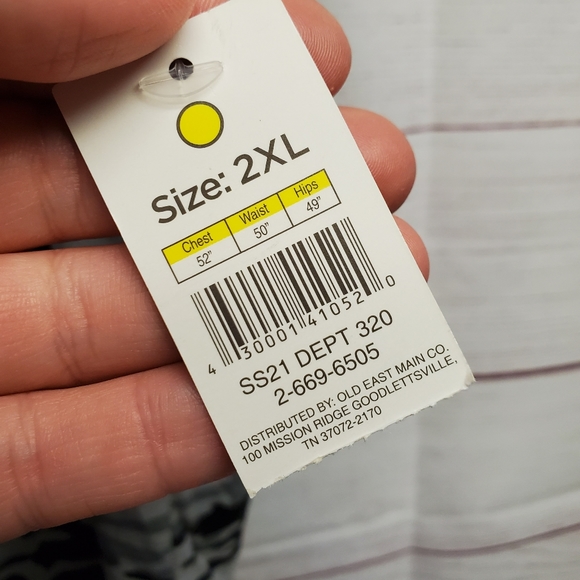 Size: 2XL
Chest Waist Hips
52" 50" 49"
4 30001 41052 0
SS21 DEPT 320
2-669-6505
DISTRIBUTED BY: OLD EAST MAIN CO.
100 MISSION RIDGE GOODLETTSVILLE,
TN 37072-2170